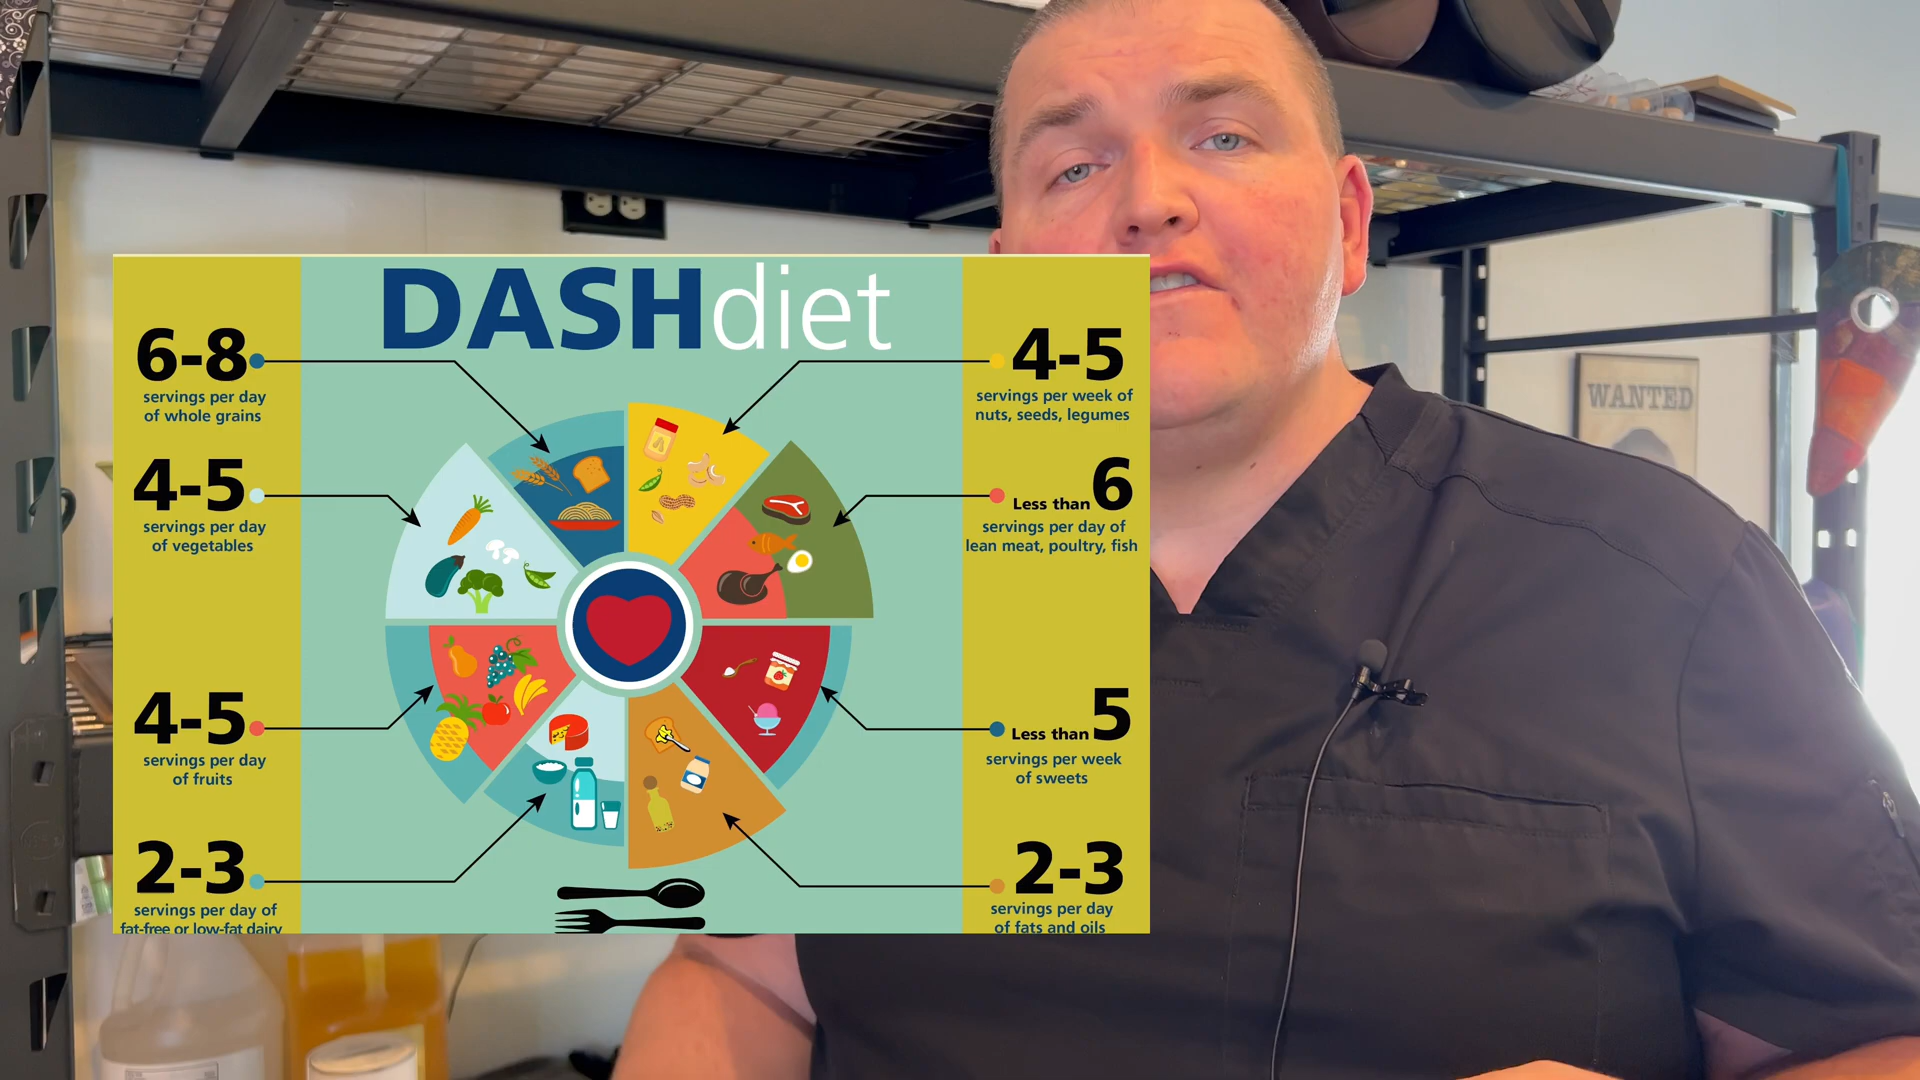 DASHdiet
6-8
servings per day
of whole grains
4-5
servings per day
of vegetables
4-5
servings per day
of fruits
2-3
servings per day of
fat-free or low-fat dairy
4-5
servings per week of
nuts, seeds, legumes
Less than 6
servings per day of
lean meat, poultry, fish
Less than 5
servings per week
of sweets
2-3
servings per day
of fats and oils
WANTED